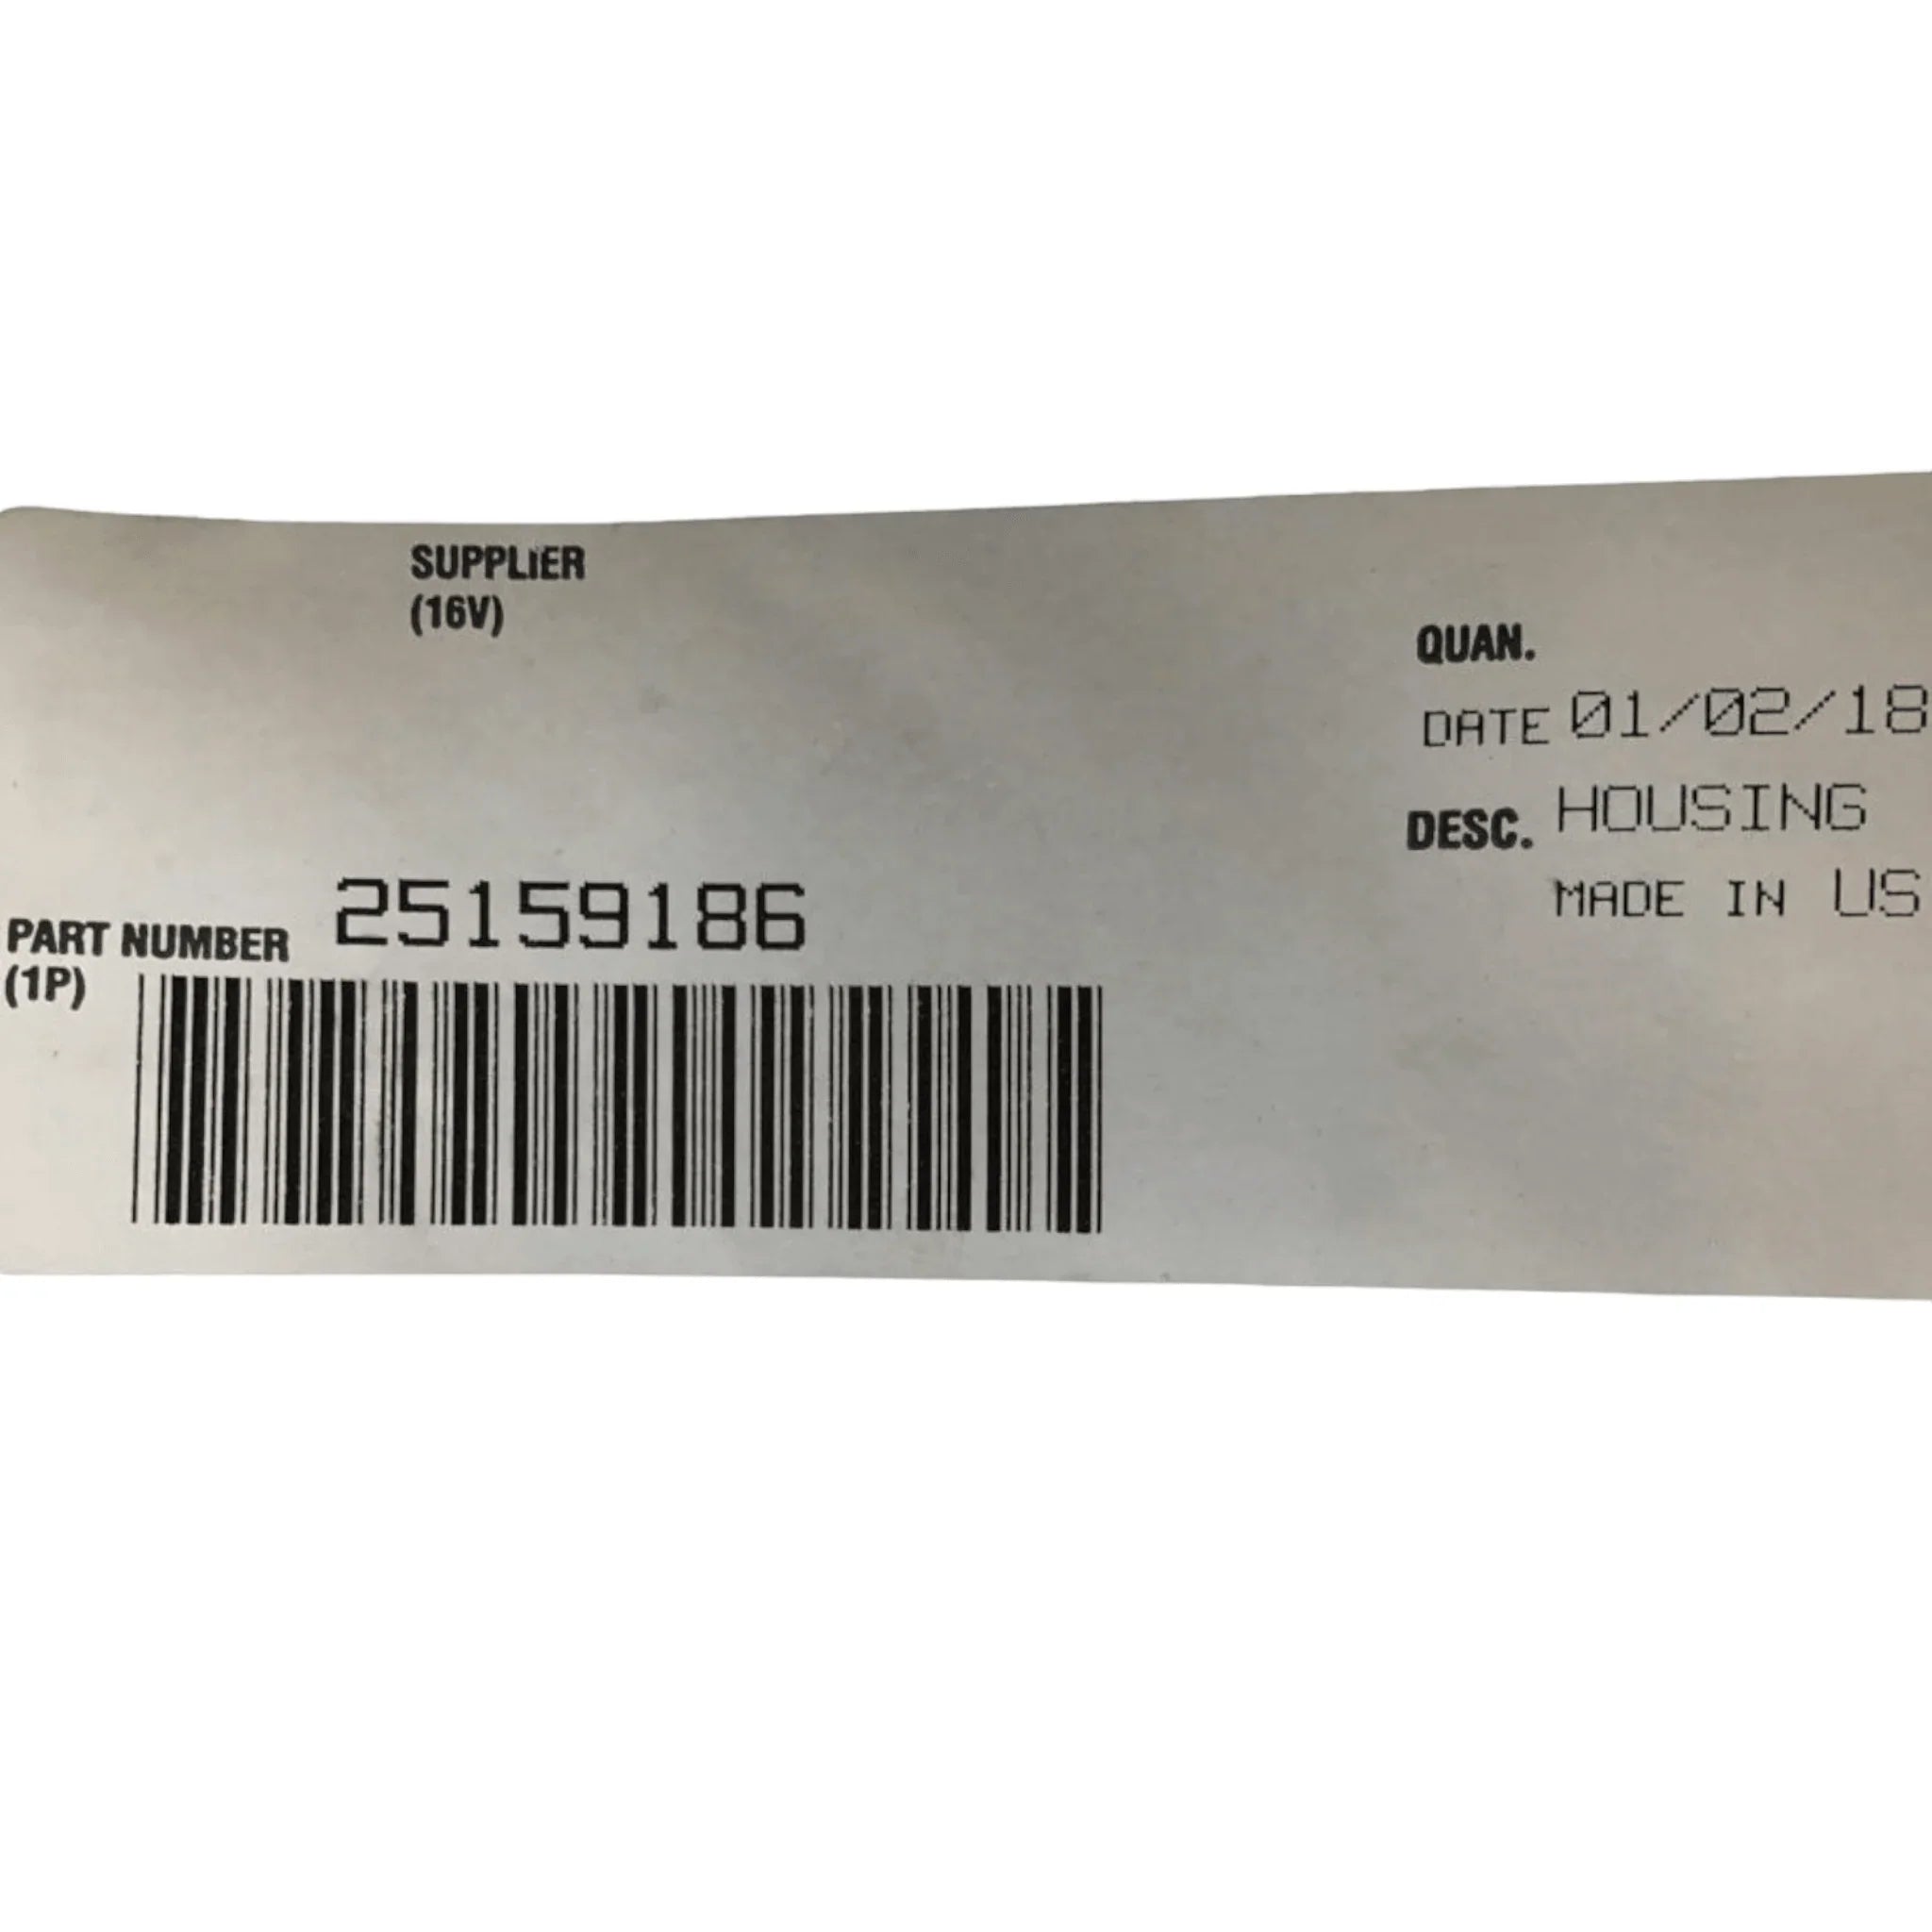 SUPPLIER
(16V)
QUAN.
DATE 01/02/18
DESC. HOUSING
MADE IN US
PART NUMBER 25159186
(1P)